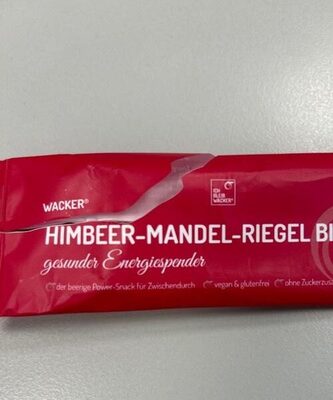 WACKER®
ICH
BLEIB
WACKER®
HIMBEER-MANDEL-RIEGEL BI
gesunder Energiespender
der beerige Power-Snack für Zwischendurch vegan & glutenfrei ohne Zuckerzus